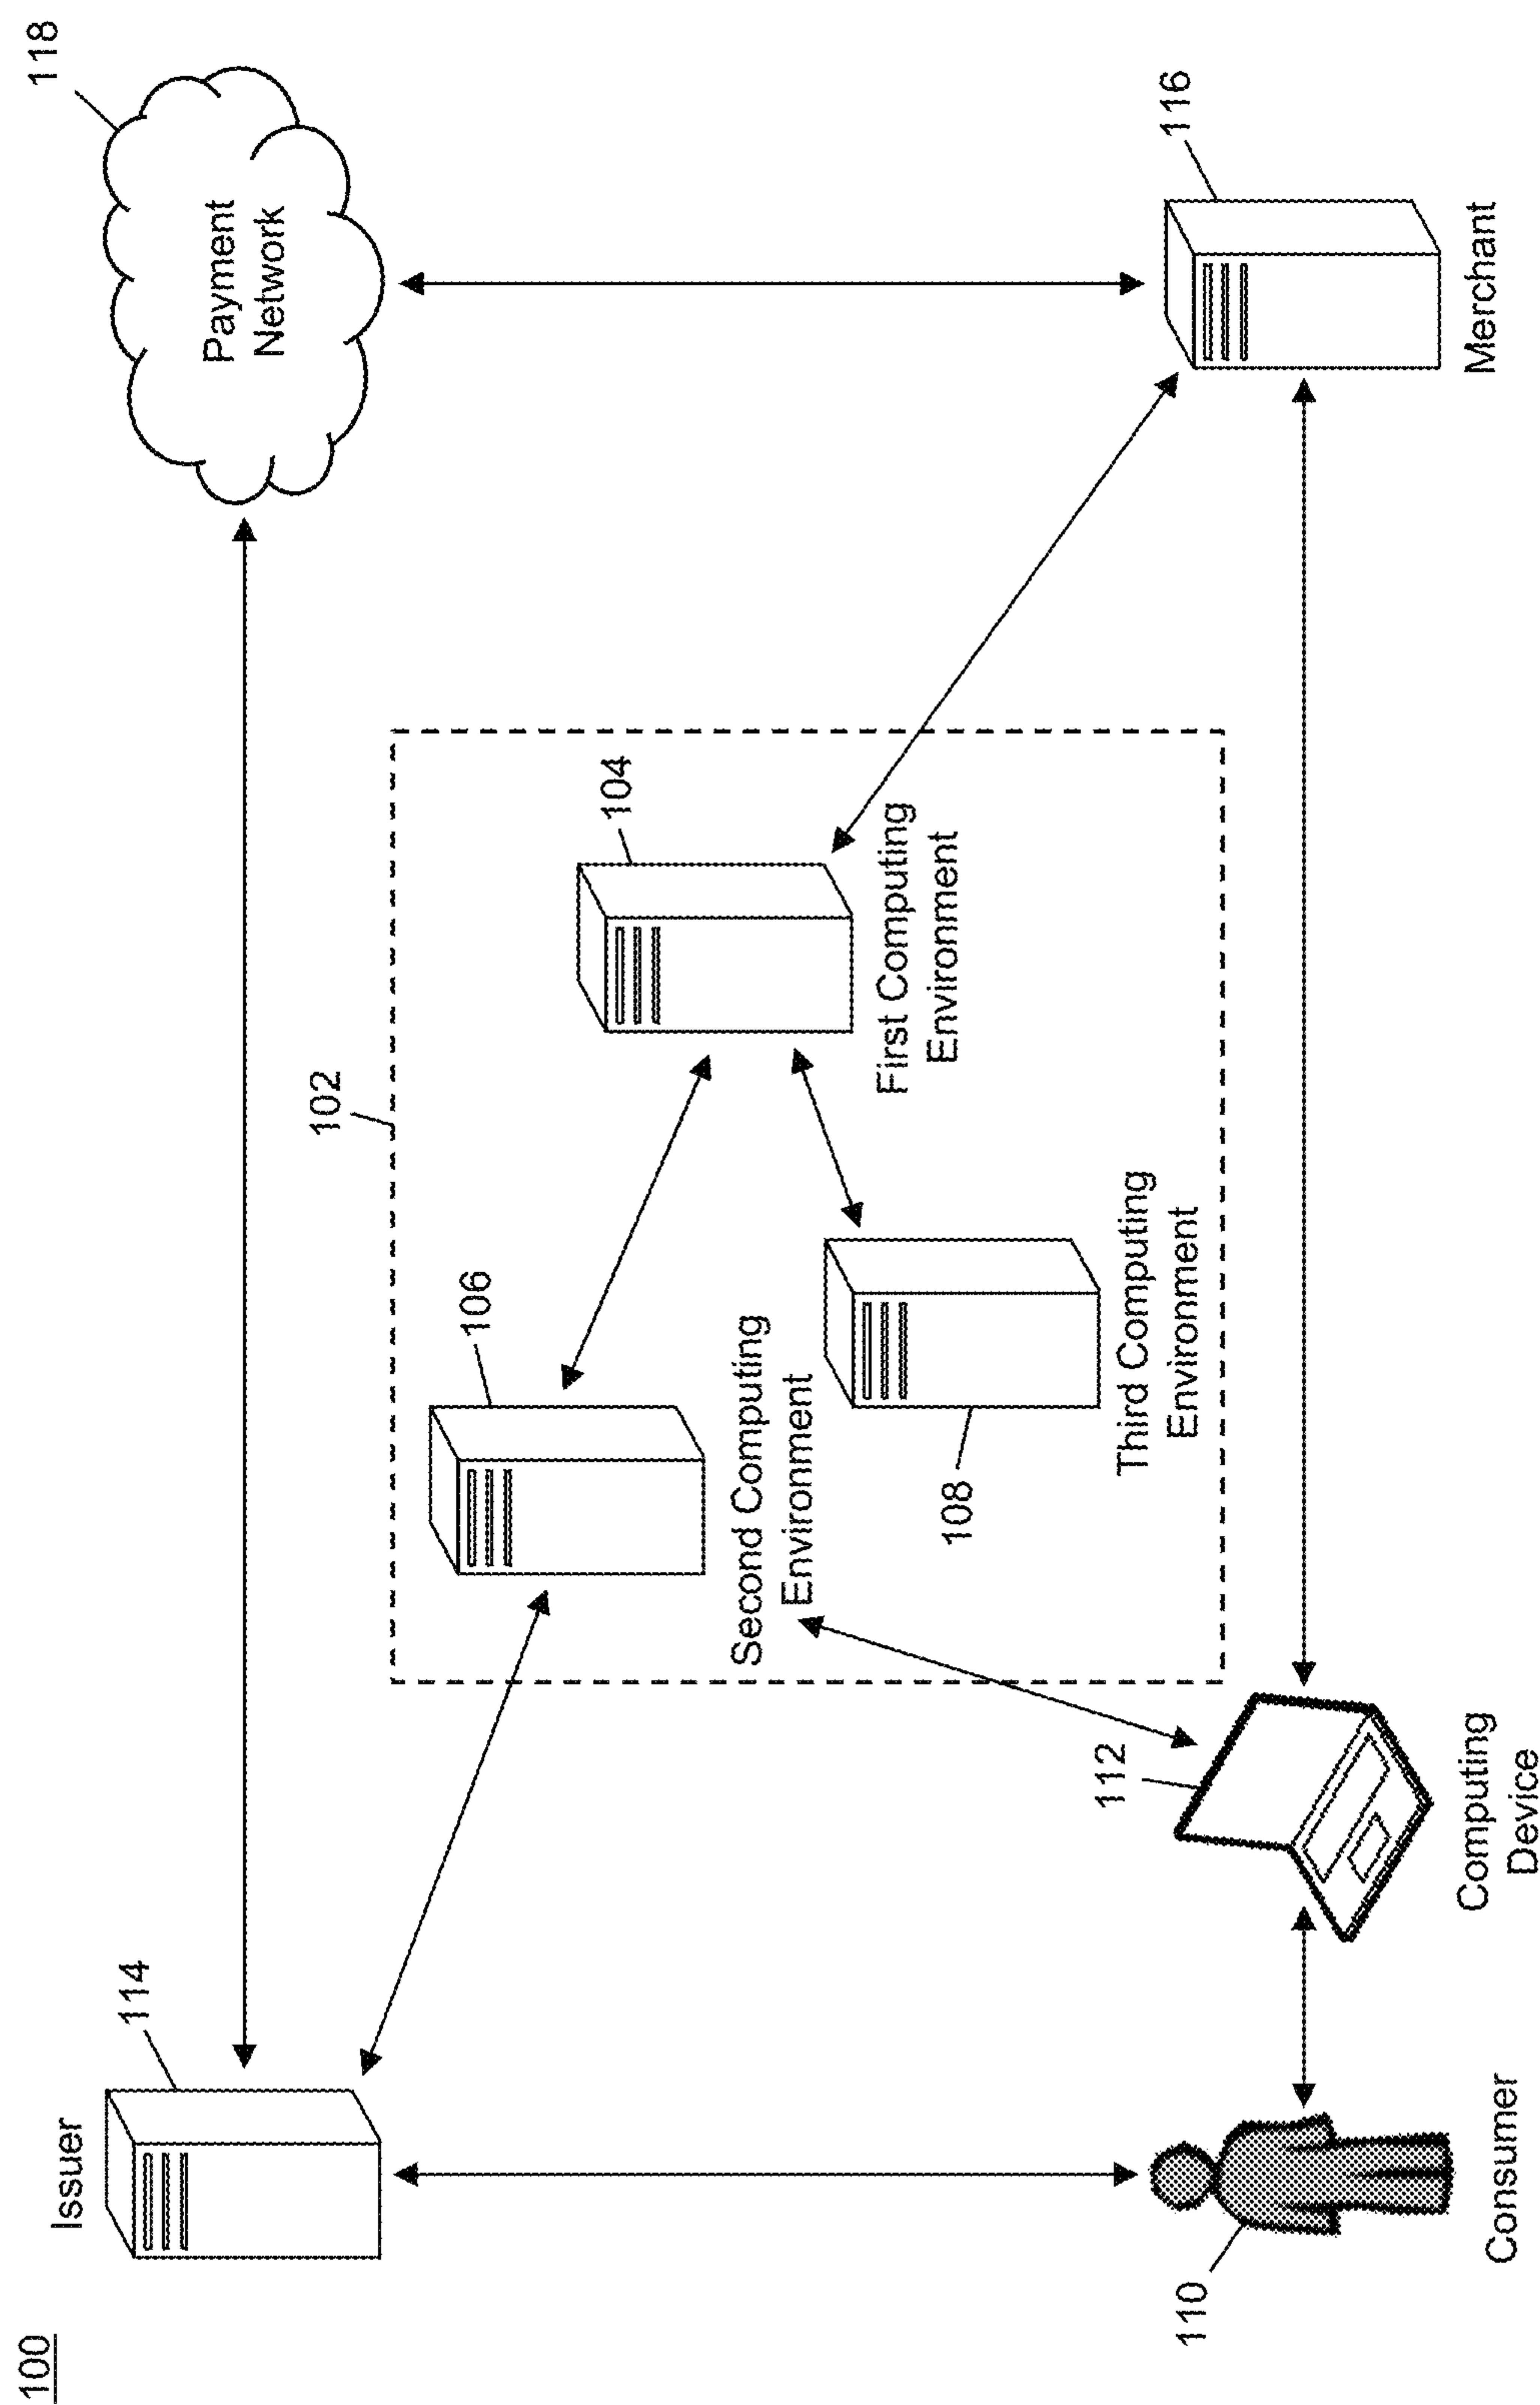 100
Issuer
114
118
Payment
Network
102
106
104
Second Computing
Environment
First Computing
Environment
108
Third Computing
Environment
110
Consumer
112
Computing
Device
116
Merchant